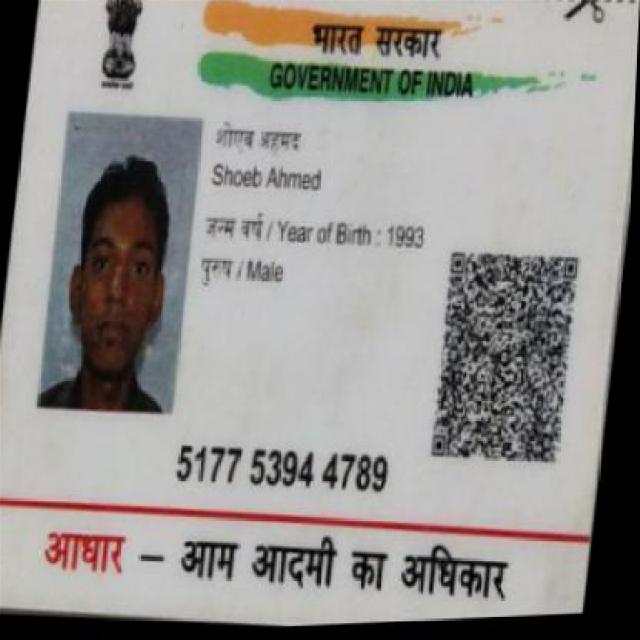 भारत सरकार
GOVERNMENT OF INDIA
शोएब अहमद
Shoeb Ahmed
जन्म वर्ष / Year of Birth : 1993
पुरुष / Male
5177 5394 4789
आधार – आम आदमी का अधिकार